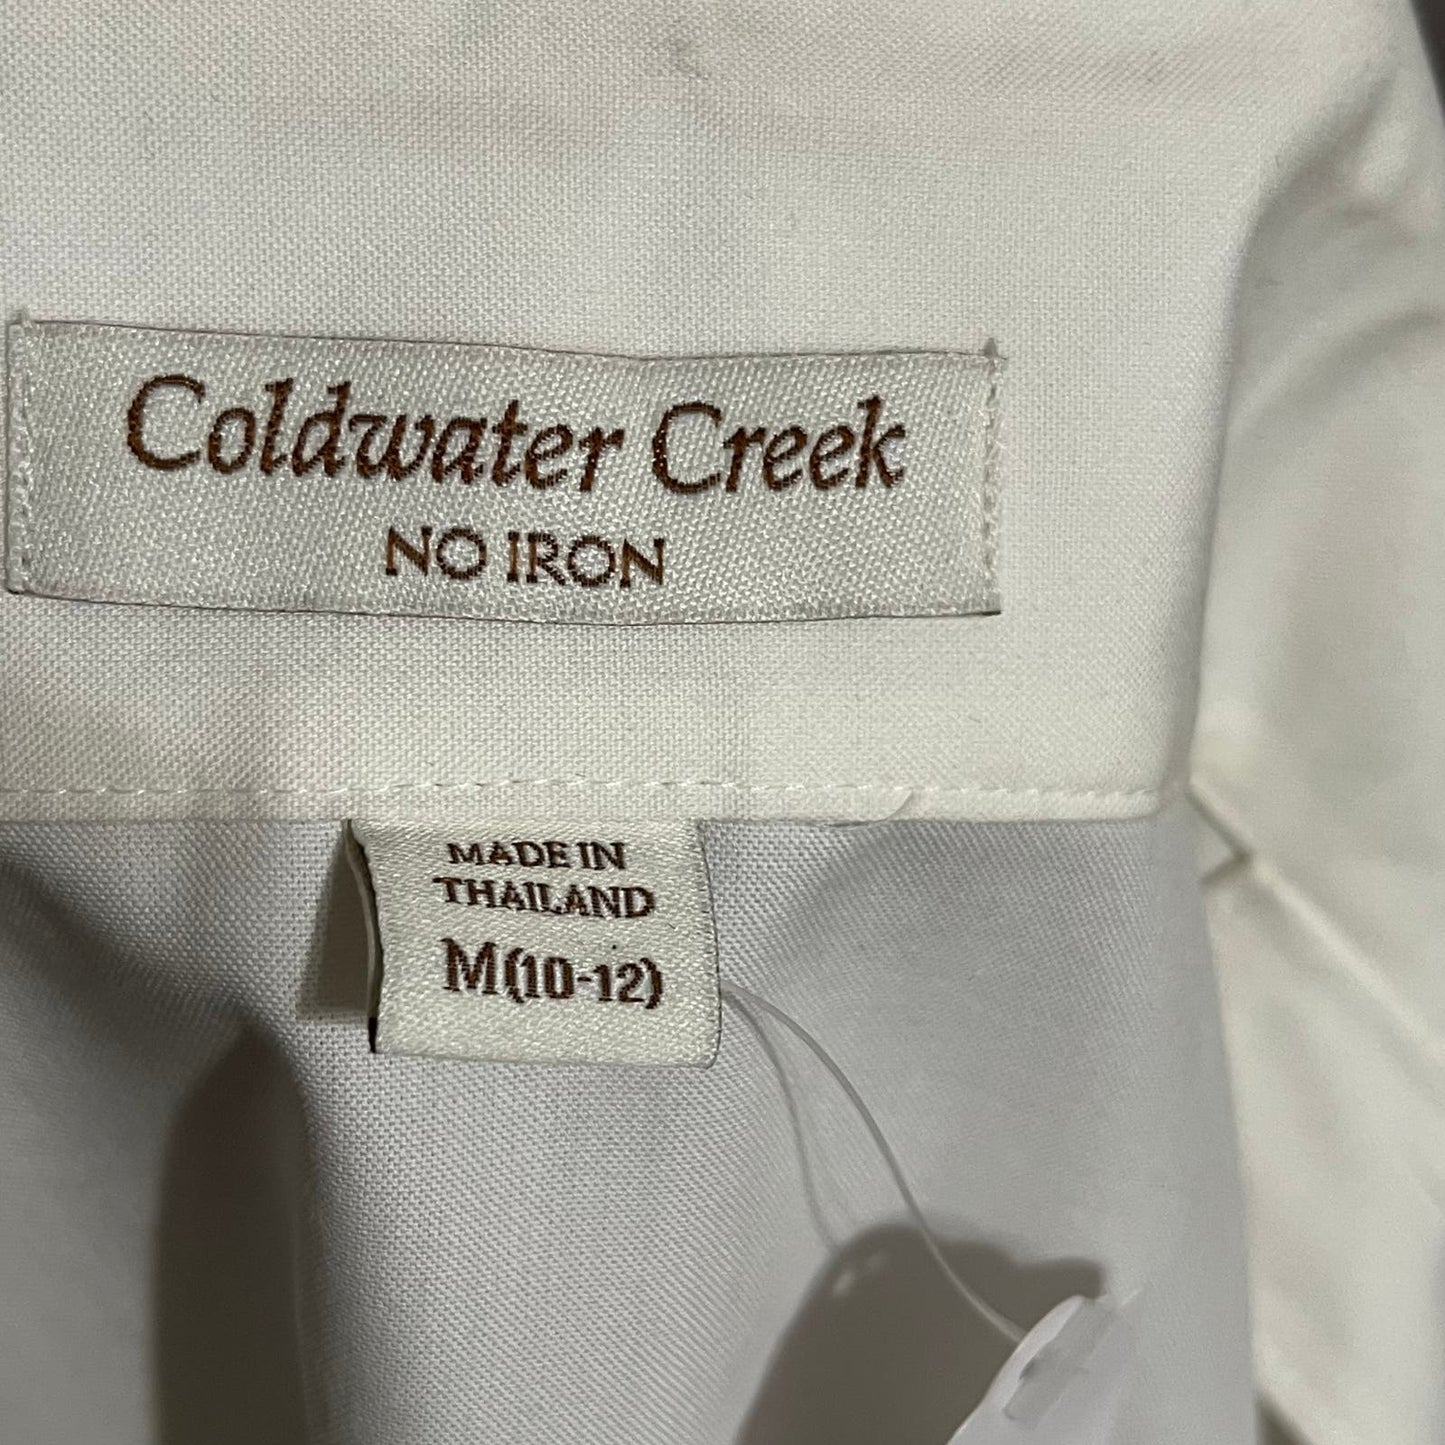 Coldwater Creek
NO IRON
MADE IN
THAILAND
M(10-12)